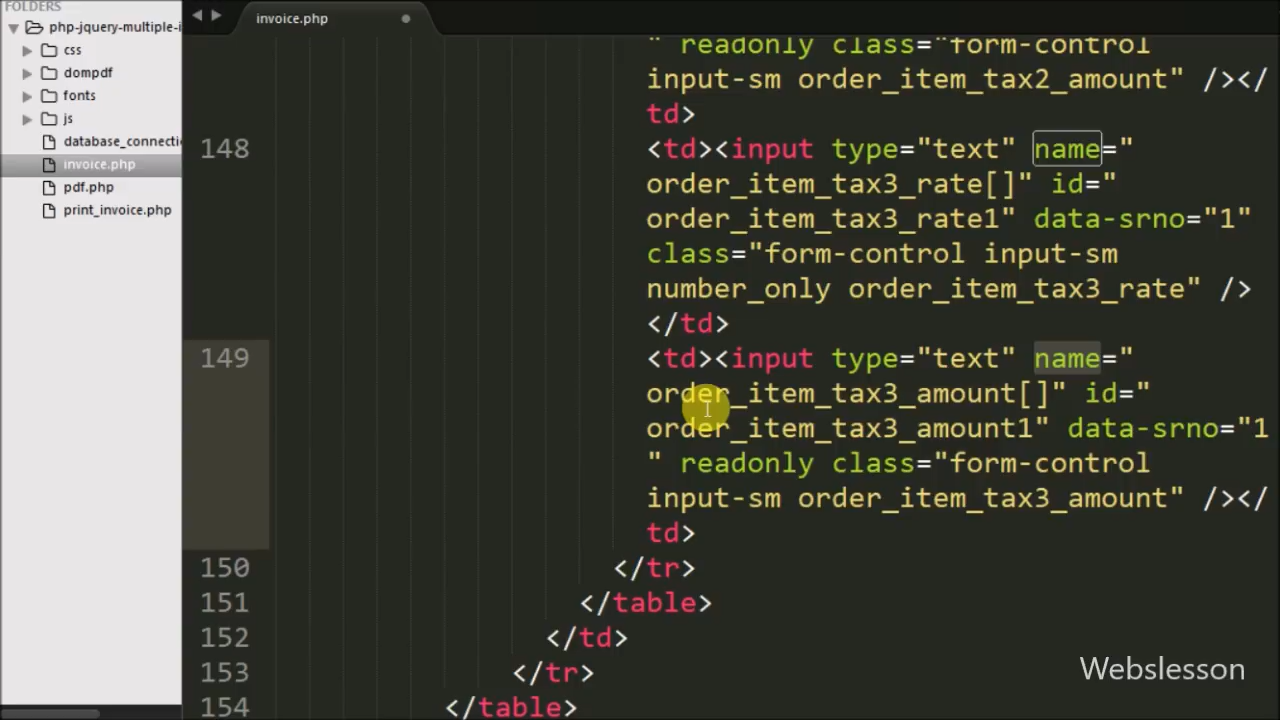 FOLDERS
php-jquery-multiple-i
css
dompdf
fonts
js
database_connecti
invoice.php
pdf.php
print_invoice.php
invoice.php
" readonly class="form-control
input-sm order_item_tax2_amount" /></
td>
148 <td><input type="text" name="
order_item_tax3_rate[]" id="
order_item_tax3_rate1" data-srno="1"
class="form-control input-sm
number_only order_item_tax3_rate" />
</td>
149 <td><input type="text" name="
order_item_tax3_amount[]" id="
order_item_tax3_amount1" data-srno="1
" readonly class="form-control
input-sm order_item_tax3_amount" /></
td>
150 </tr>
151 </table>
152 </td>
153 </tr>
154 </table>
Webslesson